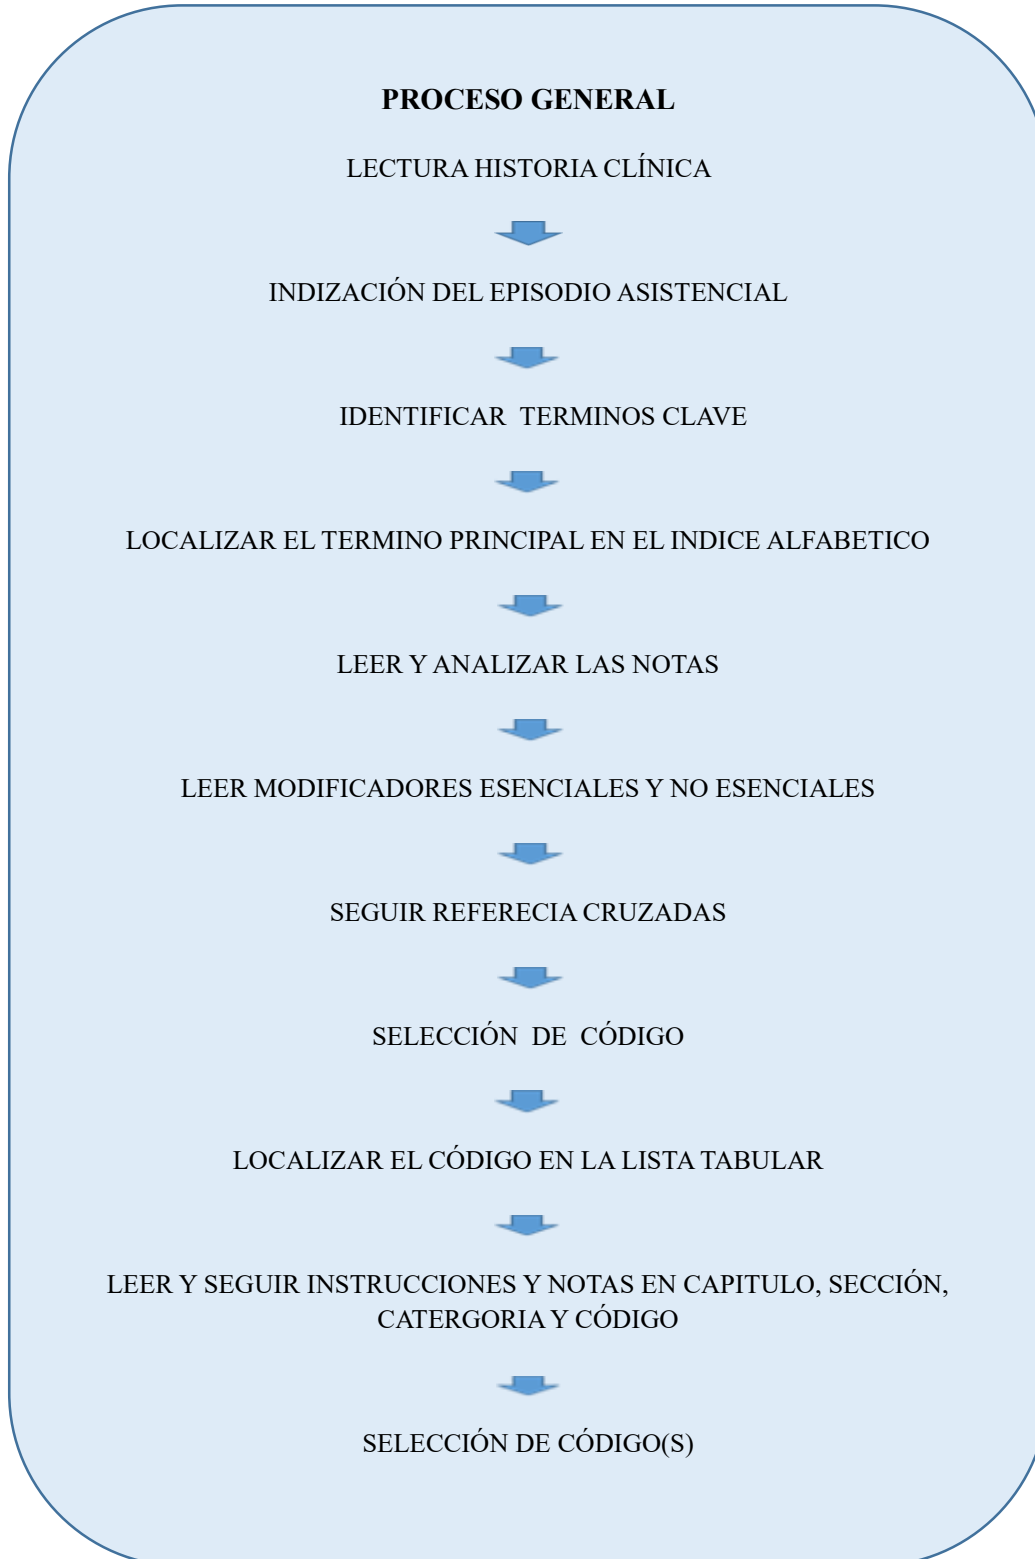 PROCESO GENERAL
LECTURA HISTORIA CLÍNICA
INDIZACIÓN DEL EPISODIO ASISTENCIAL
IDENTIFICAR TERMINOS CLAVE
LOCALIZAR EL TERMINO PRINCIPAL EN EL INDICE ALFABETICO
LEER Y ANALIZAR LAS NOTAS
LEER MODIFICADORES ESENCIALES Y NO ESENCIALES
SEGUIR REFERECIA CRUZADAS
SELECCIÓN DE CÓDIGO
LOCALIZAR EL CÓDIGO EN LA LISTA TABULAR
LEER Y SEGUIR INSTRUCCIONES Y NOTAS EN CAPITULO, SECCIÓN,
CATERGORIA Y CÓDIGO
SELECCIÓN DE CÓDIGO(S)